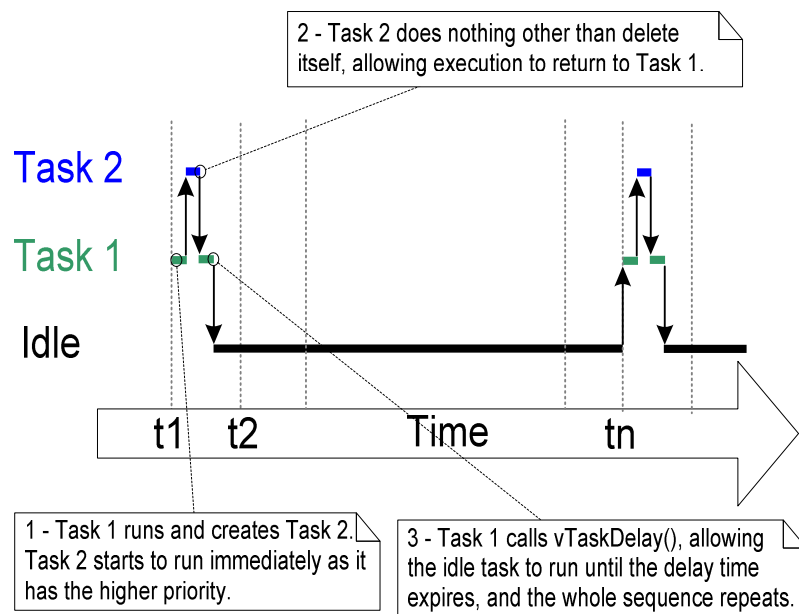 2 - Task 2 does nothing other than delete
itself, allowing execution to return to Task 1.
Task 2
Task 1
Idle
t1
t2
Time
tn
1 - Task 1 runs and creates Task 2.
Task 2 starts to run immediately as it
has the higher priority.
3 - Task 1 calls vTaskDelay(), allowing
the idle task to run until the delay time
expires, and the whole sequence repeats.